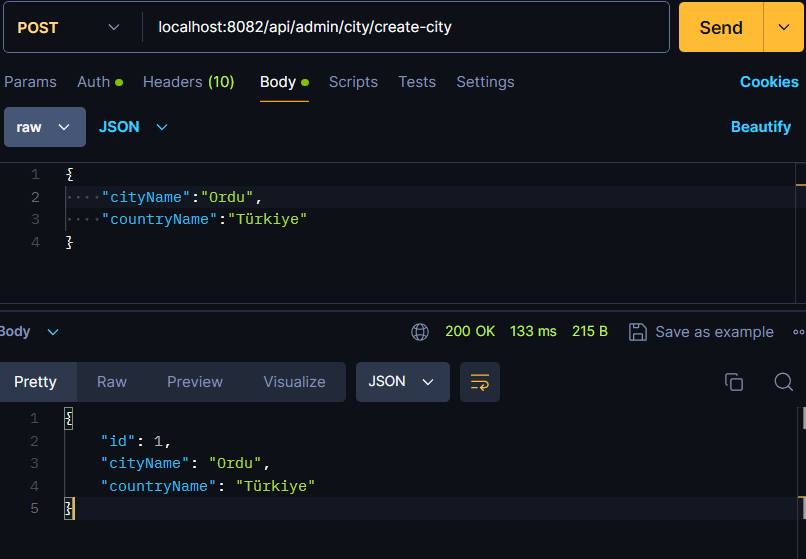 POST localhost:8082/api/admin/city/create-city Send
Params Auth Headers (10) Body Scripts Tests Settings Cookies
raw JSON Beautify
1 {
2 ····"cityName":"Ordu",
3 ····"countryName":"Türkiye"
4 }
Body 200 OK 133 ms 215 B Save as example
Pretty Raw Preview Visualize JSON
1 {
2 "id": 1,
3 "cityName": "Ordu",
4 "countryName": "Türkiye"
5 }